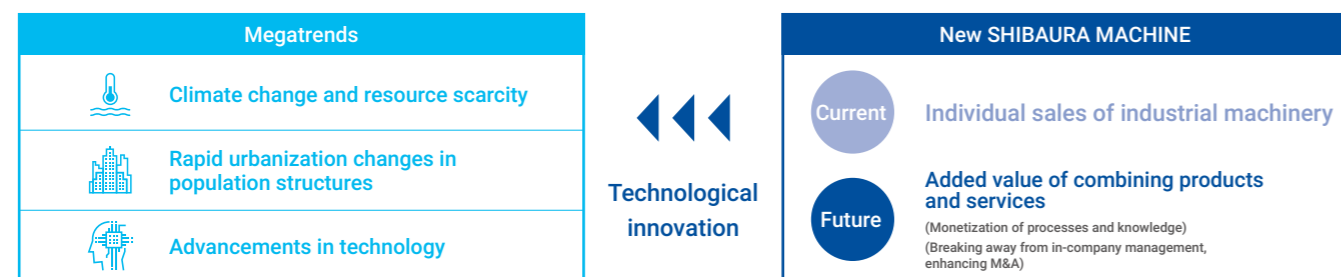 Megatrends
Climate change and resource scarcity
Rapid urbanization changes in
population structures
Advancements in technology
Technological
innovation
New SHIBAURA MACHINE
Current
Individual sales of industrial machinery
Future
Added value of combining products
and services
(Monetization of processes and knowledge)
(Breaking away from in-company management,
enhancing M&A)